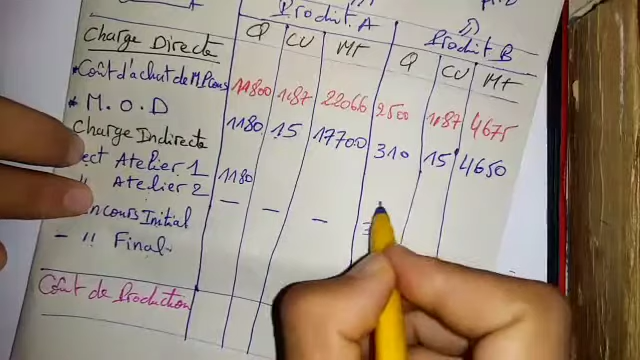 Produit A Produit B
Q CU Mt Q CU Mt
Charge Directe
Coût d'achat de MP Cons 11800 1.87 22066 2500 1.87 4675
M.O.D 1180 15 17700 310 15 4650
Charge Indirecte
Atelier 1 1180
" Atelier 2 - - -
Encours Initial
- " Final
Coût de Production